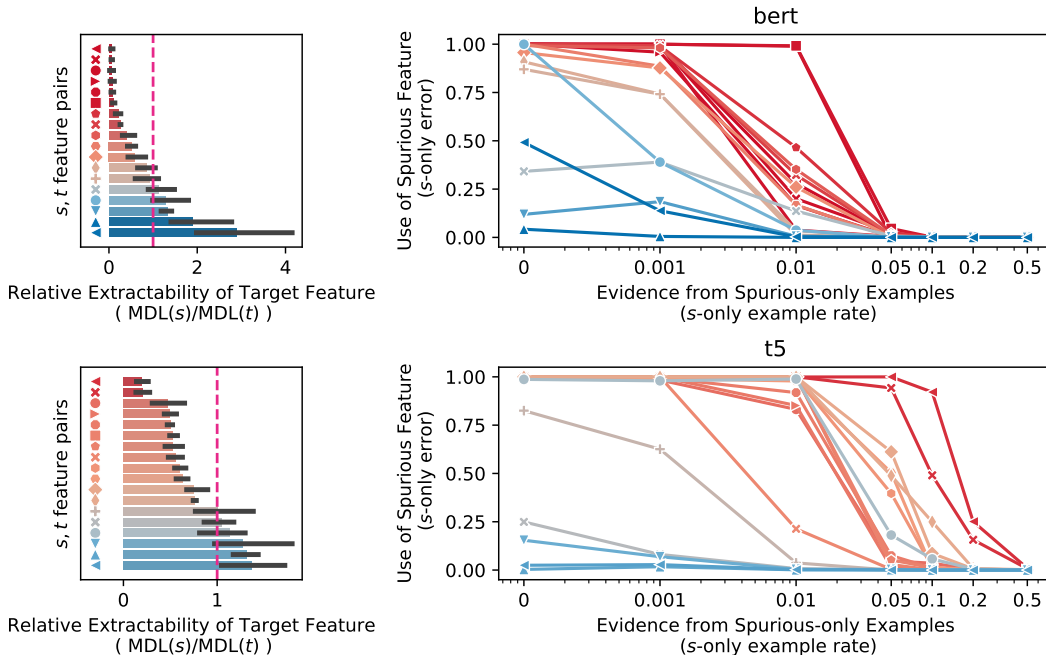 bert
s, t feature pairs
0 2 4
Relative Extractability of Target Feature
( MDL(s)/MDL(t) )
Use of Spurious Feature
(s-only error)
1.00
0.75
0.50
0.25
0.00
0 0.001 0.01 0.05 0.1 0.2 0.5
Evidence from Spurious-only Examples
(s-only example rate)
t5
s, t feature pairs
0 1
Relative Extractability of Target Feature
( MDL(s)/MDL(t) )
Use of Spurious Feature
(s-only error)
1.00
0.75
0.50
0.25
0.00
0 0.001 0.01 0.05 0.1 0.2 0.5
Evidence from Spurious-only Examples
(s-only example rate)